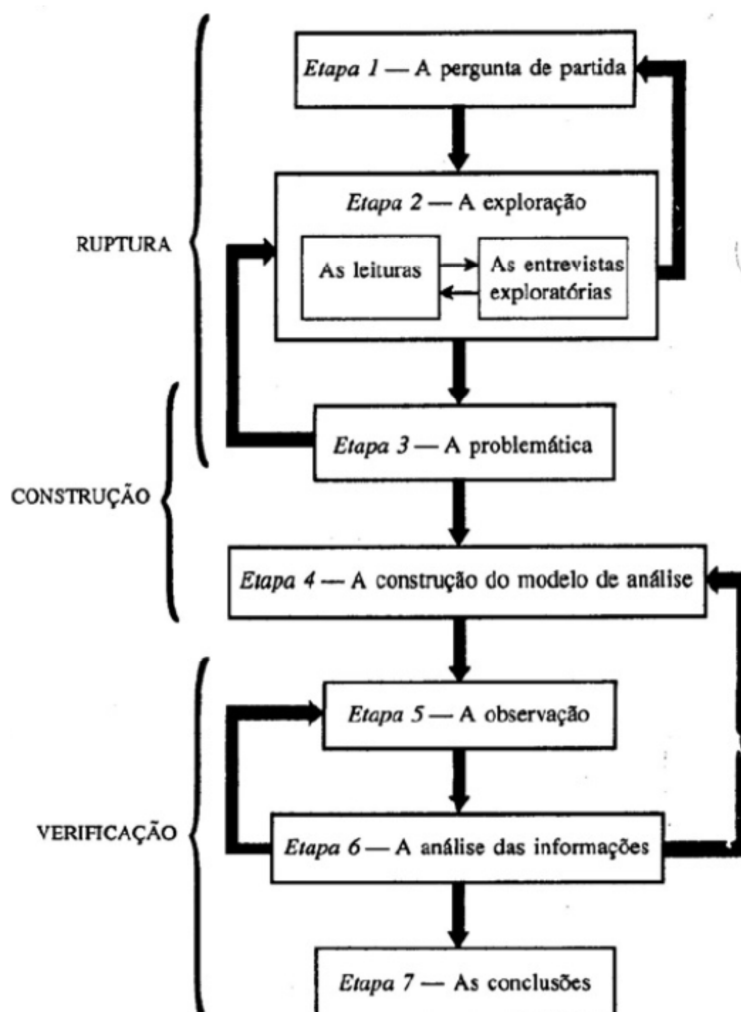 Etapa 1 — A pergunta de partida
Etapa 2 — A exploração
RUPTURA
As leituras
As entrevistas
exploratórias
Etapa 3 — A problemática
CONSTRUÇÃO
Etapa 4 — A construção do modelo de análise
Etapa 5 — A observação
VERIFICAÇÃO
Etapa 6 — A análise das informações
Etapa 7 — As conclusões